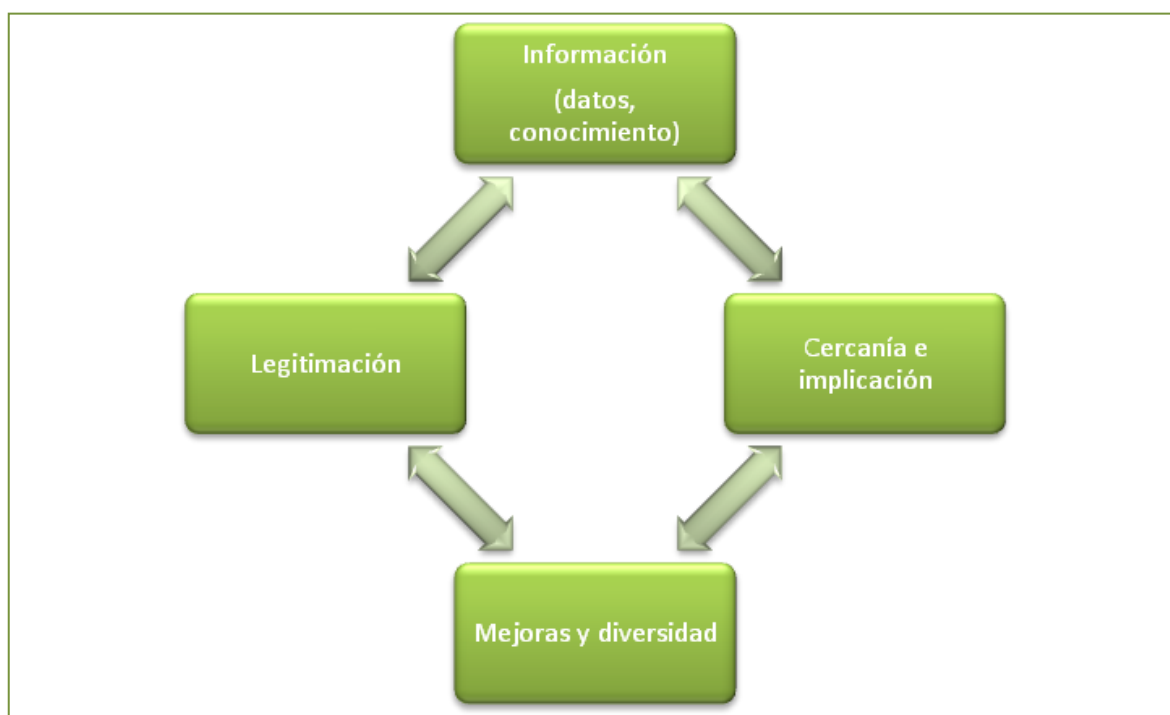 Información
(datos,
conocimiento)
Legitimación
Cercanía e
implicación
Mejoras y diversidad